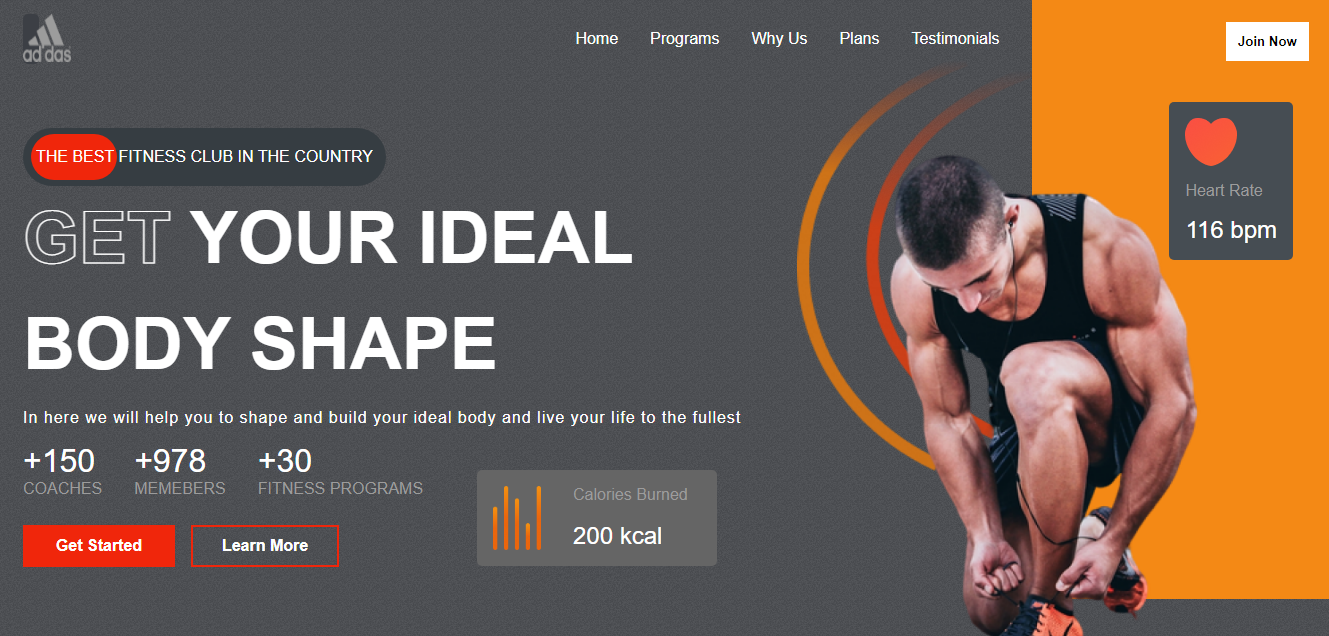 adidas
Home Programs Why Us Plans Testimonials
Join Now
THE BEST FITNESS CLUB IN THE COUNTRY
Heart Rate
116 bpm
GET YOUR IDEAL
BODY SHAPE
In here we will help you to shape and build your ideal body and live your life to the fullest
+150 +978 +30
COACHES MEMEBERS FITNESS PROGRAMS
Calories Burned
200 kcal
Get Started Learn More